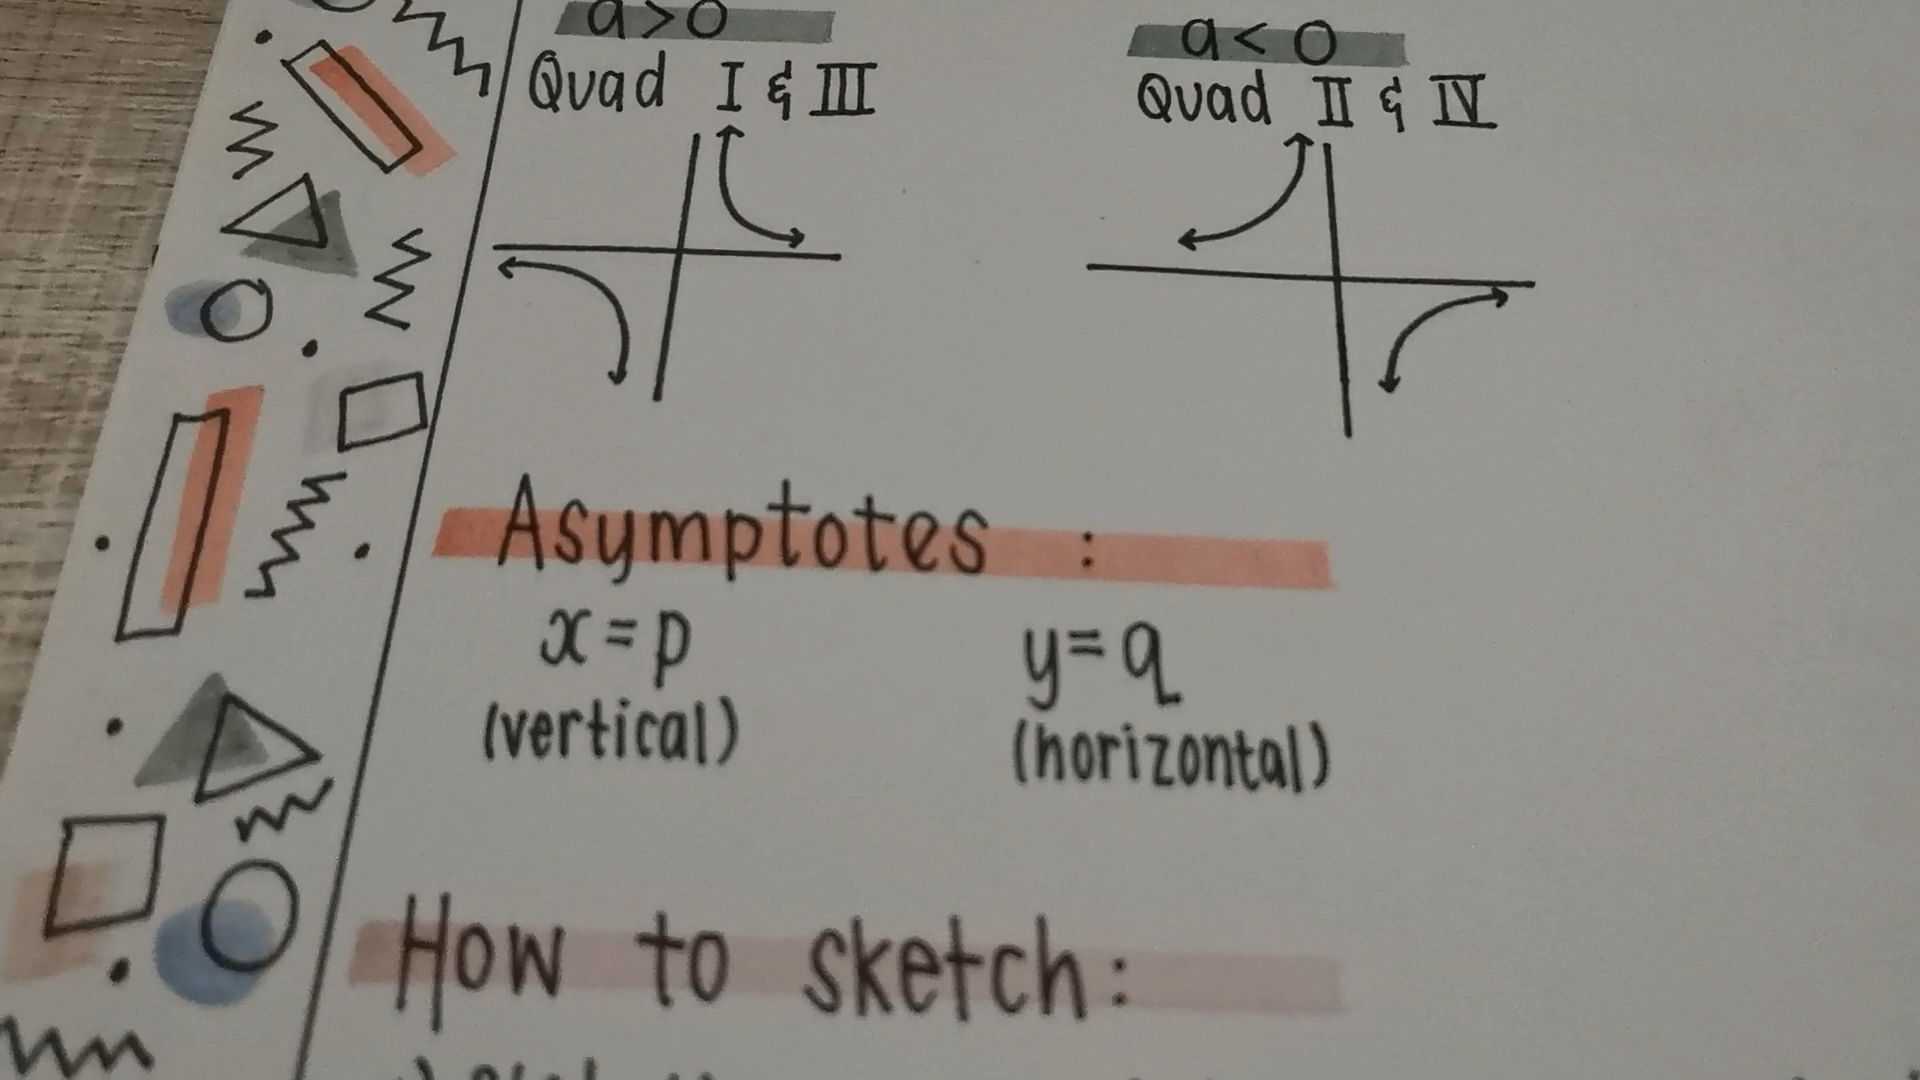 a > 0
a < 0
Quad I & III
Quad II & IV
Asymptotes :
x = p
y = q
(vertical)
(horizontal)
How to sketch: